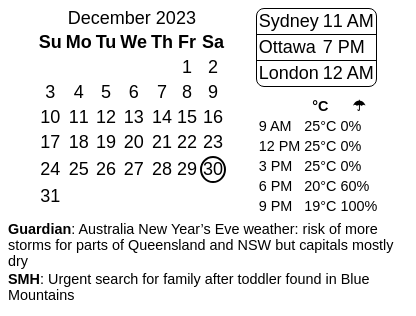 December 2023
Su Mo Tu We Th Fr Sa
1 2
3 4 5 6 7 8 9
10 11 12 13 14 15 16
17 18 19 20 21 22 23
24 25 26 27 28 29 30
31
Sydney 11 AM
Ottawa 7 PM
London 12 AM
°C ☂
9 AM 25°C 0%
12 PM 25°C 0%
3 PM 25°C 0%
6 PM 20°C 60%
9 PM 19°C 100%
Guardian: Australia New Year’s Eve weather: risk of more
storms for parts of Queensland and NSW but capitals mostly
dry
SMH: Urgent search for family after toddler found in Blue
Mountains